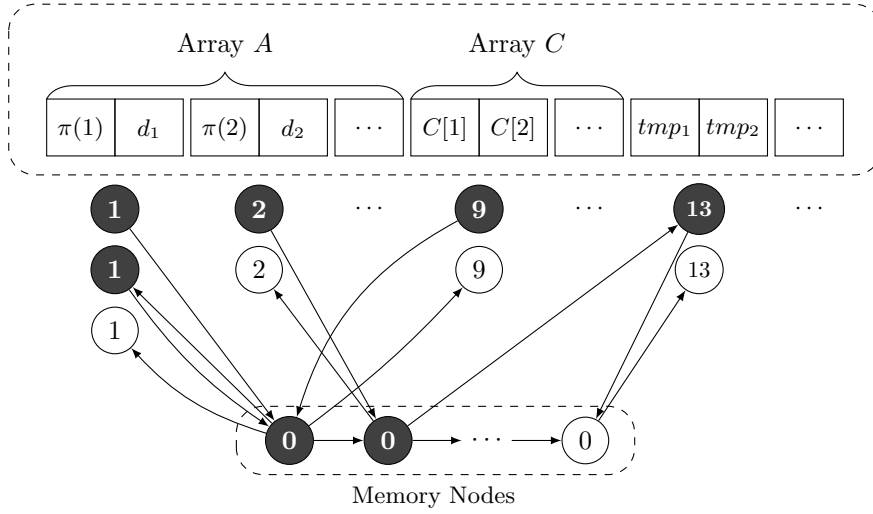 Array A Array C
π(1) d₁ π(2) d₂ ⋯ C[1] C[2] ⋯ tmp₁ tmp₂ ⋯
1 2 ⋯ 9 ⋯ 13 ⋯
1 2 9 13
1
0 0 ⋯ 0
Memory Nodes